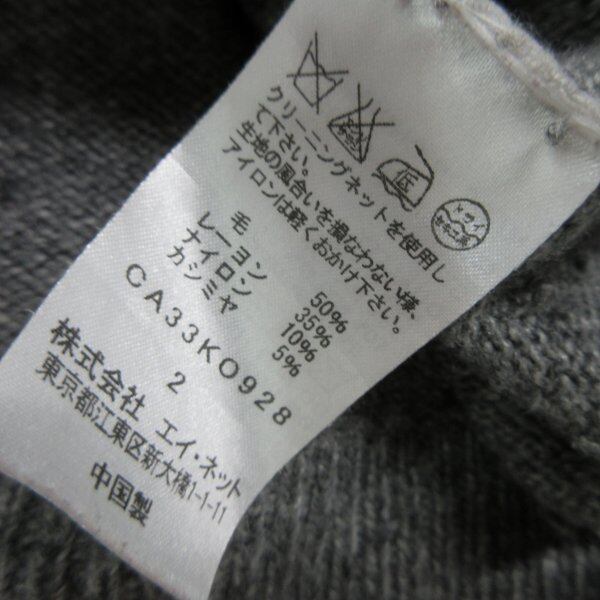 低
ドライ
クリーニングネットを使用し
て下さい。
生地の風合いを損なわない様、
アイロンは軽くおかけ下さい。
毛 50%
レーヨン 35%
ナイロン 10%
カシミヤ 5%
CA33KO928
2
株式会社 エイ・ネット
東京都江東区新大橋1-1-11
中国製